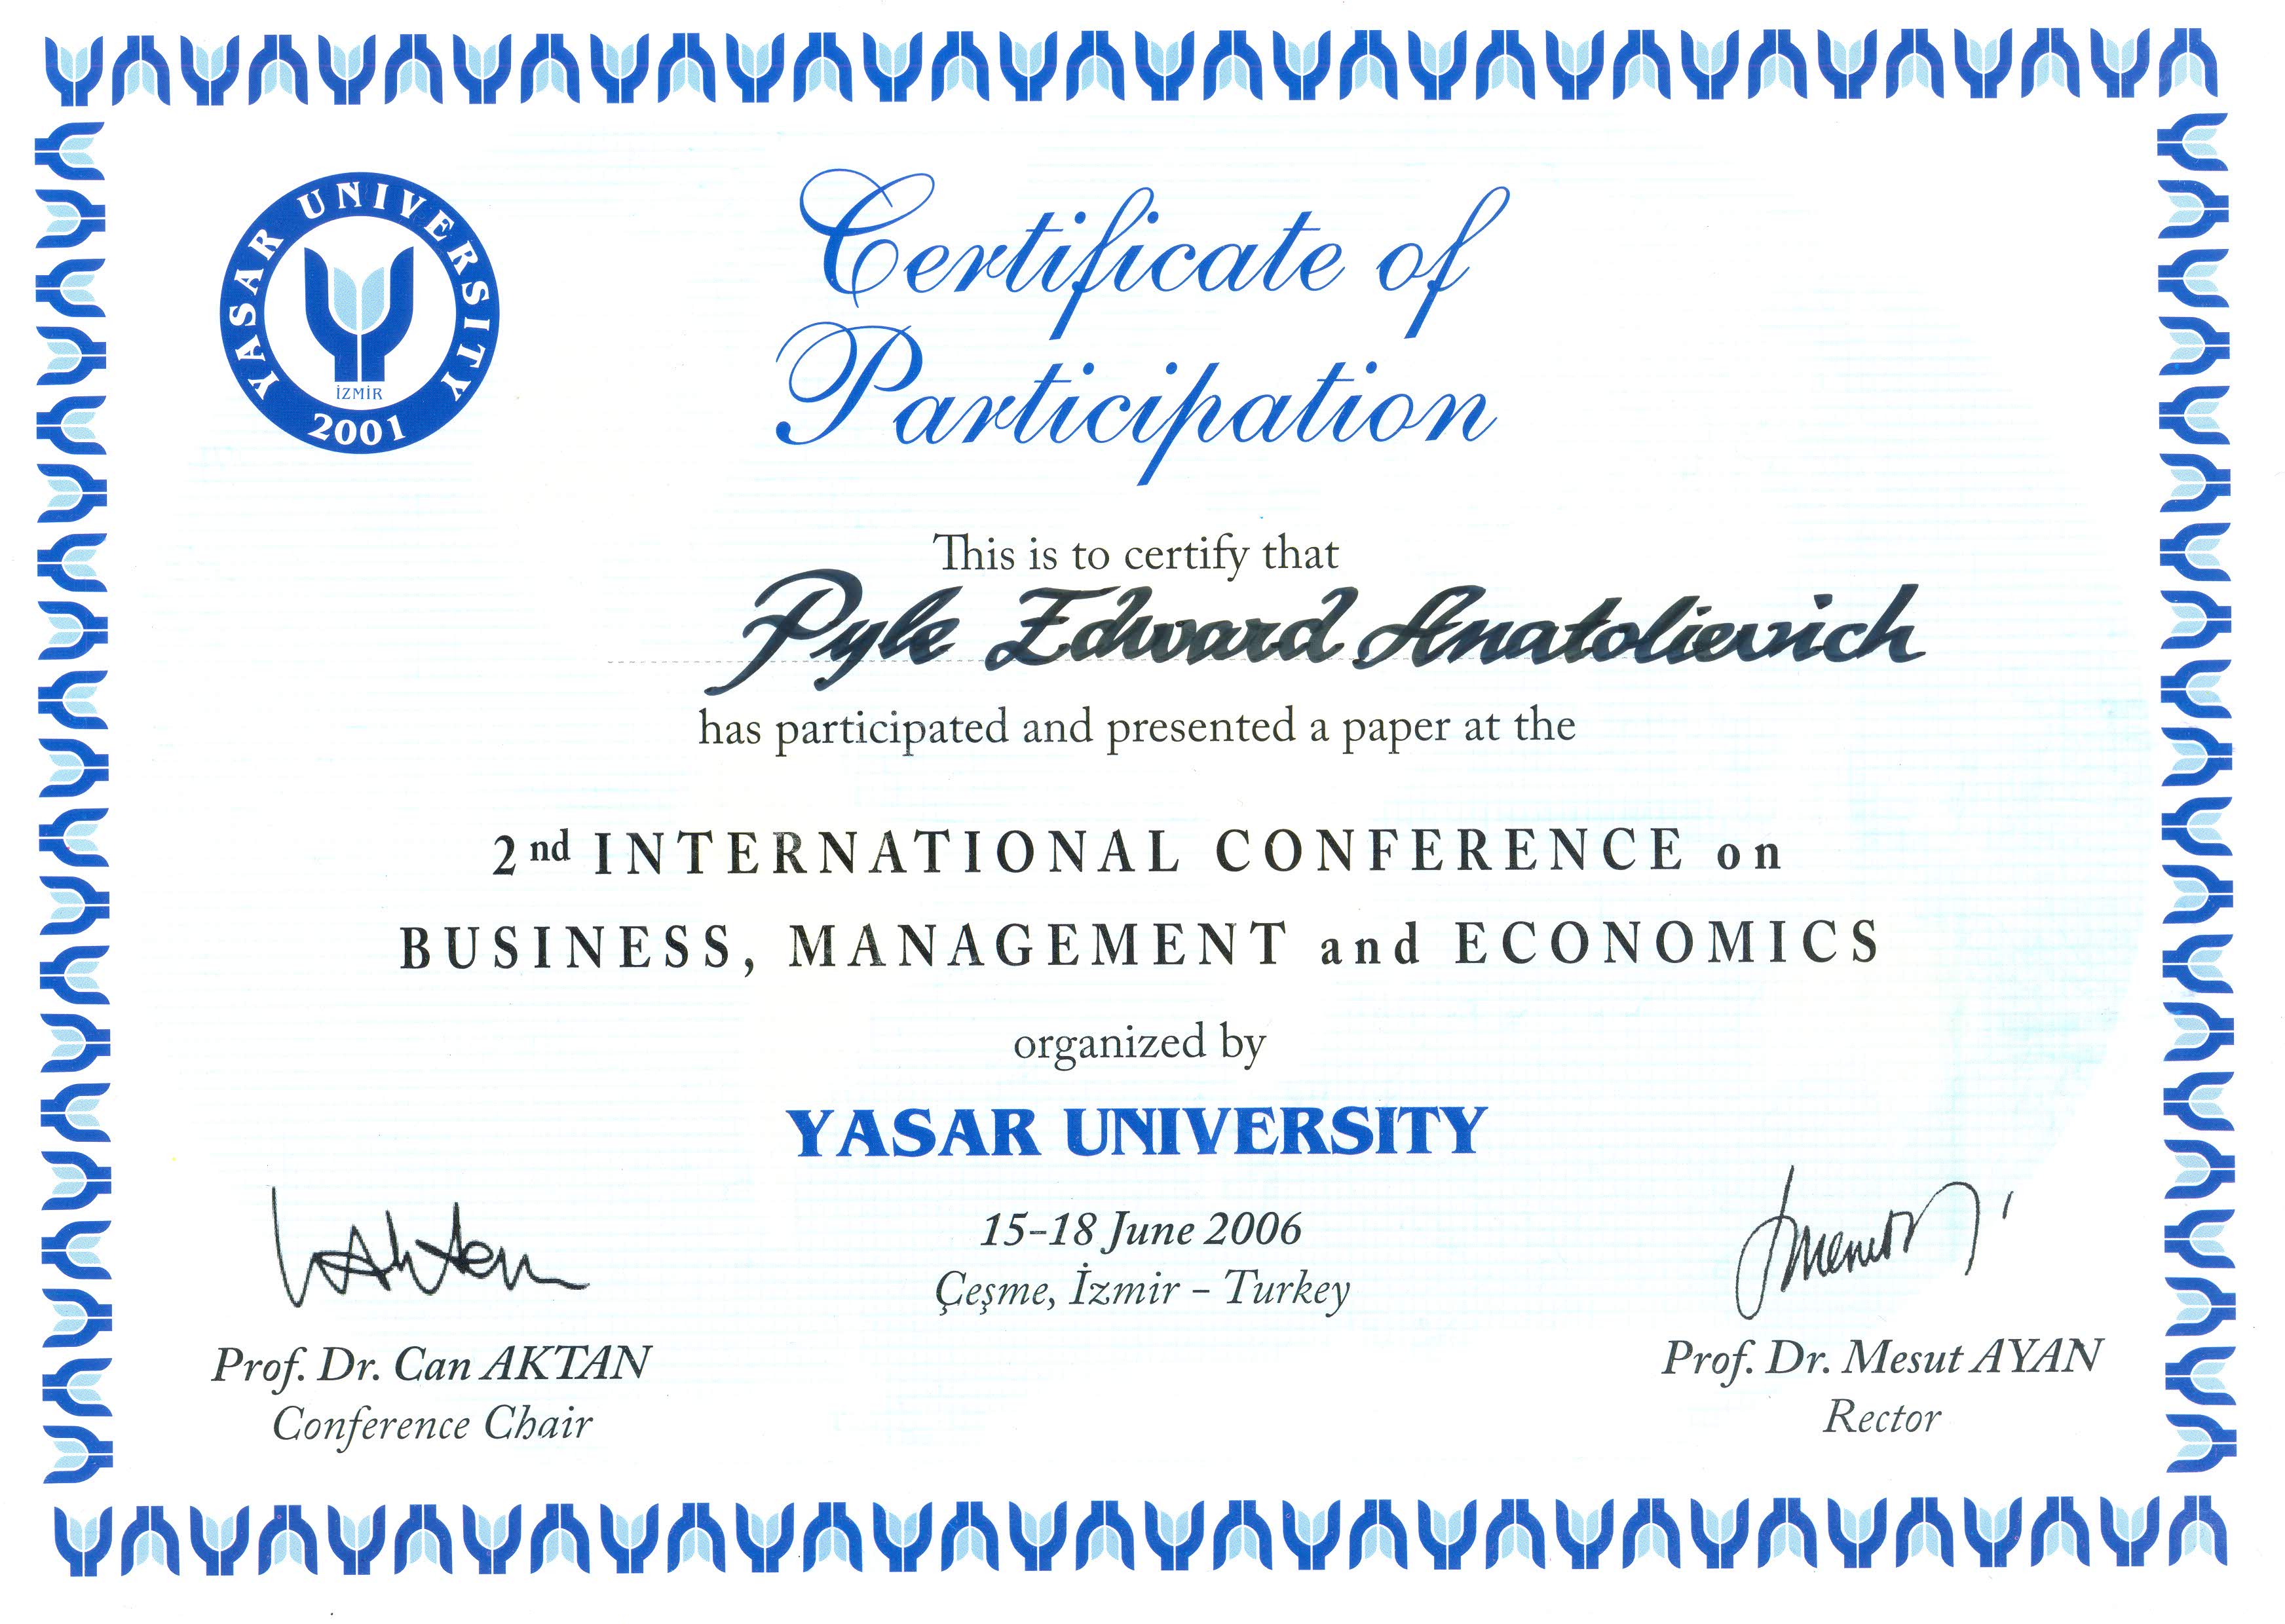 YASAR UNIVERSITY
İZMİR
2001
Certificate of
Participation
This is to certify that
Pyle Edward Anatolievich
has participated and presented a paper at the
2nd INTERNATIONAL CONFERENCE on
BUSINESS, MANAGEMENT and ECONOMICS
organized by
YASAR UNIVERSITY
15-18 June 2006
Çeşme, İzmir - Turkey
Prof. Dr. Can AKTAN
Conference Chair
Prof. Dr. Mesut AYAN
Rector